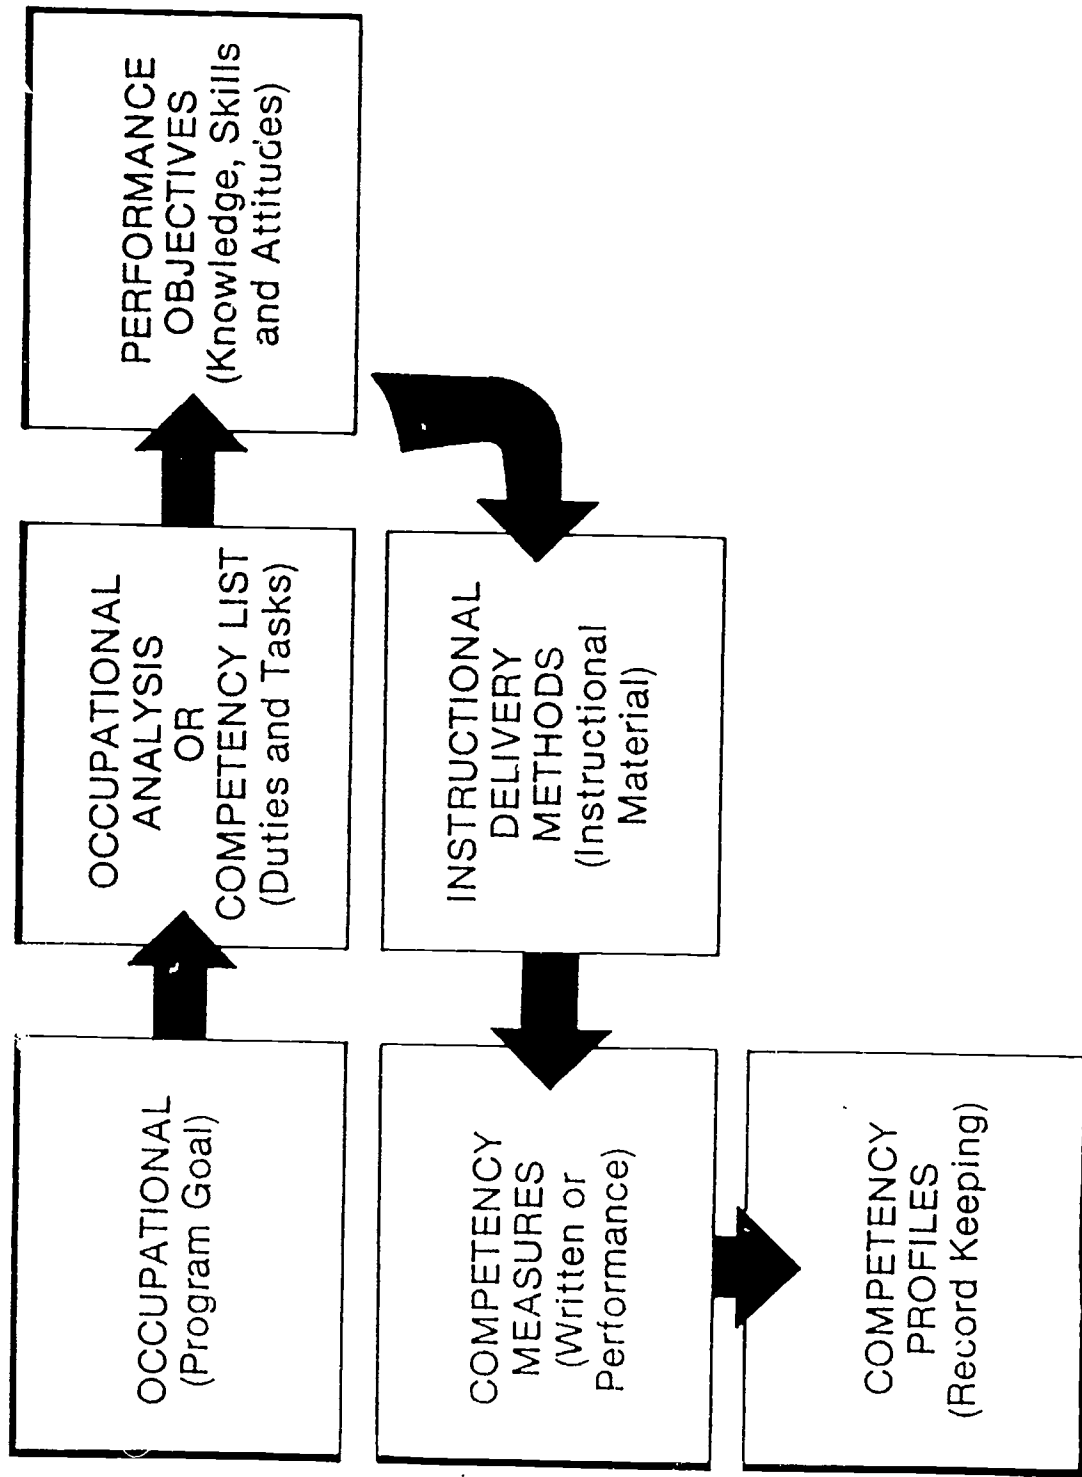 OCCUPATIONAL
(Program Goal)
OCCUPATIONAL
ANALYSIS
OR
COMPETENCY LIST
(Duties and Tasks)
PERFORMANCE
OBJECTIVES
(Knowledge, Skills
and Attitudes)
INSTRUCTIONAL
DELIVERY
METHODS
(Instructional
Material)
COMPETENCY
MEASURES
(Written or
Performance)
COMPETENCY
PROFILES
(Record Keeping)